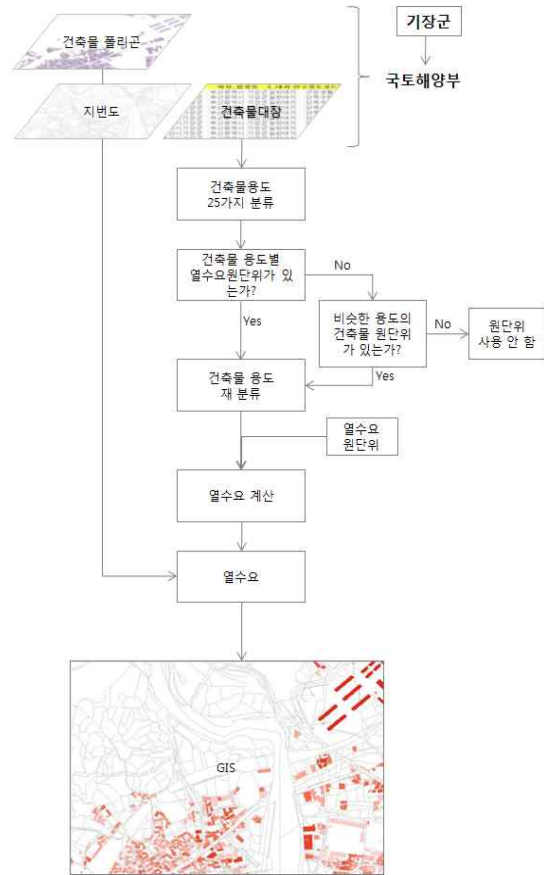 기장군
국토해양부
건축물 폴리곤
지번도
건축물대장
건축물용도
25가지 분류
건축물 용도별
열수요원단위가 있
는가?
No
Yes
비슷한 용도의
건축물 원단위
가 있는가?
No
원단위
사용 안 함
Yes
건축물 용도
재 분류
열수요
원단위
열수요 계산
열수요
GIS